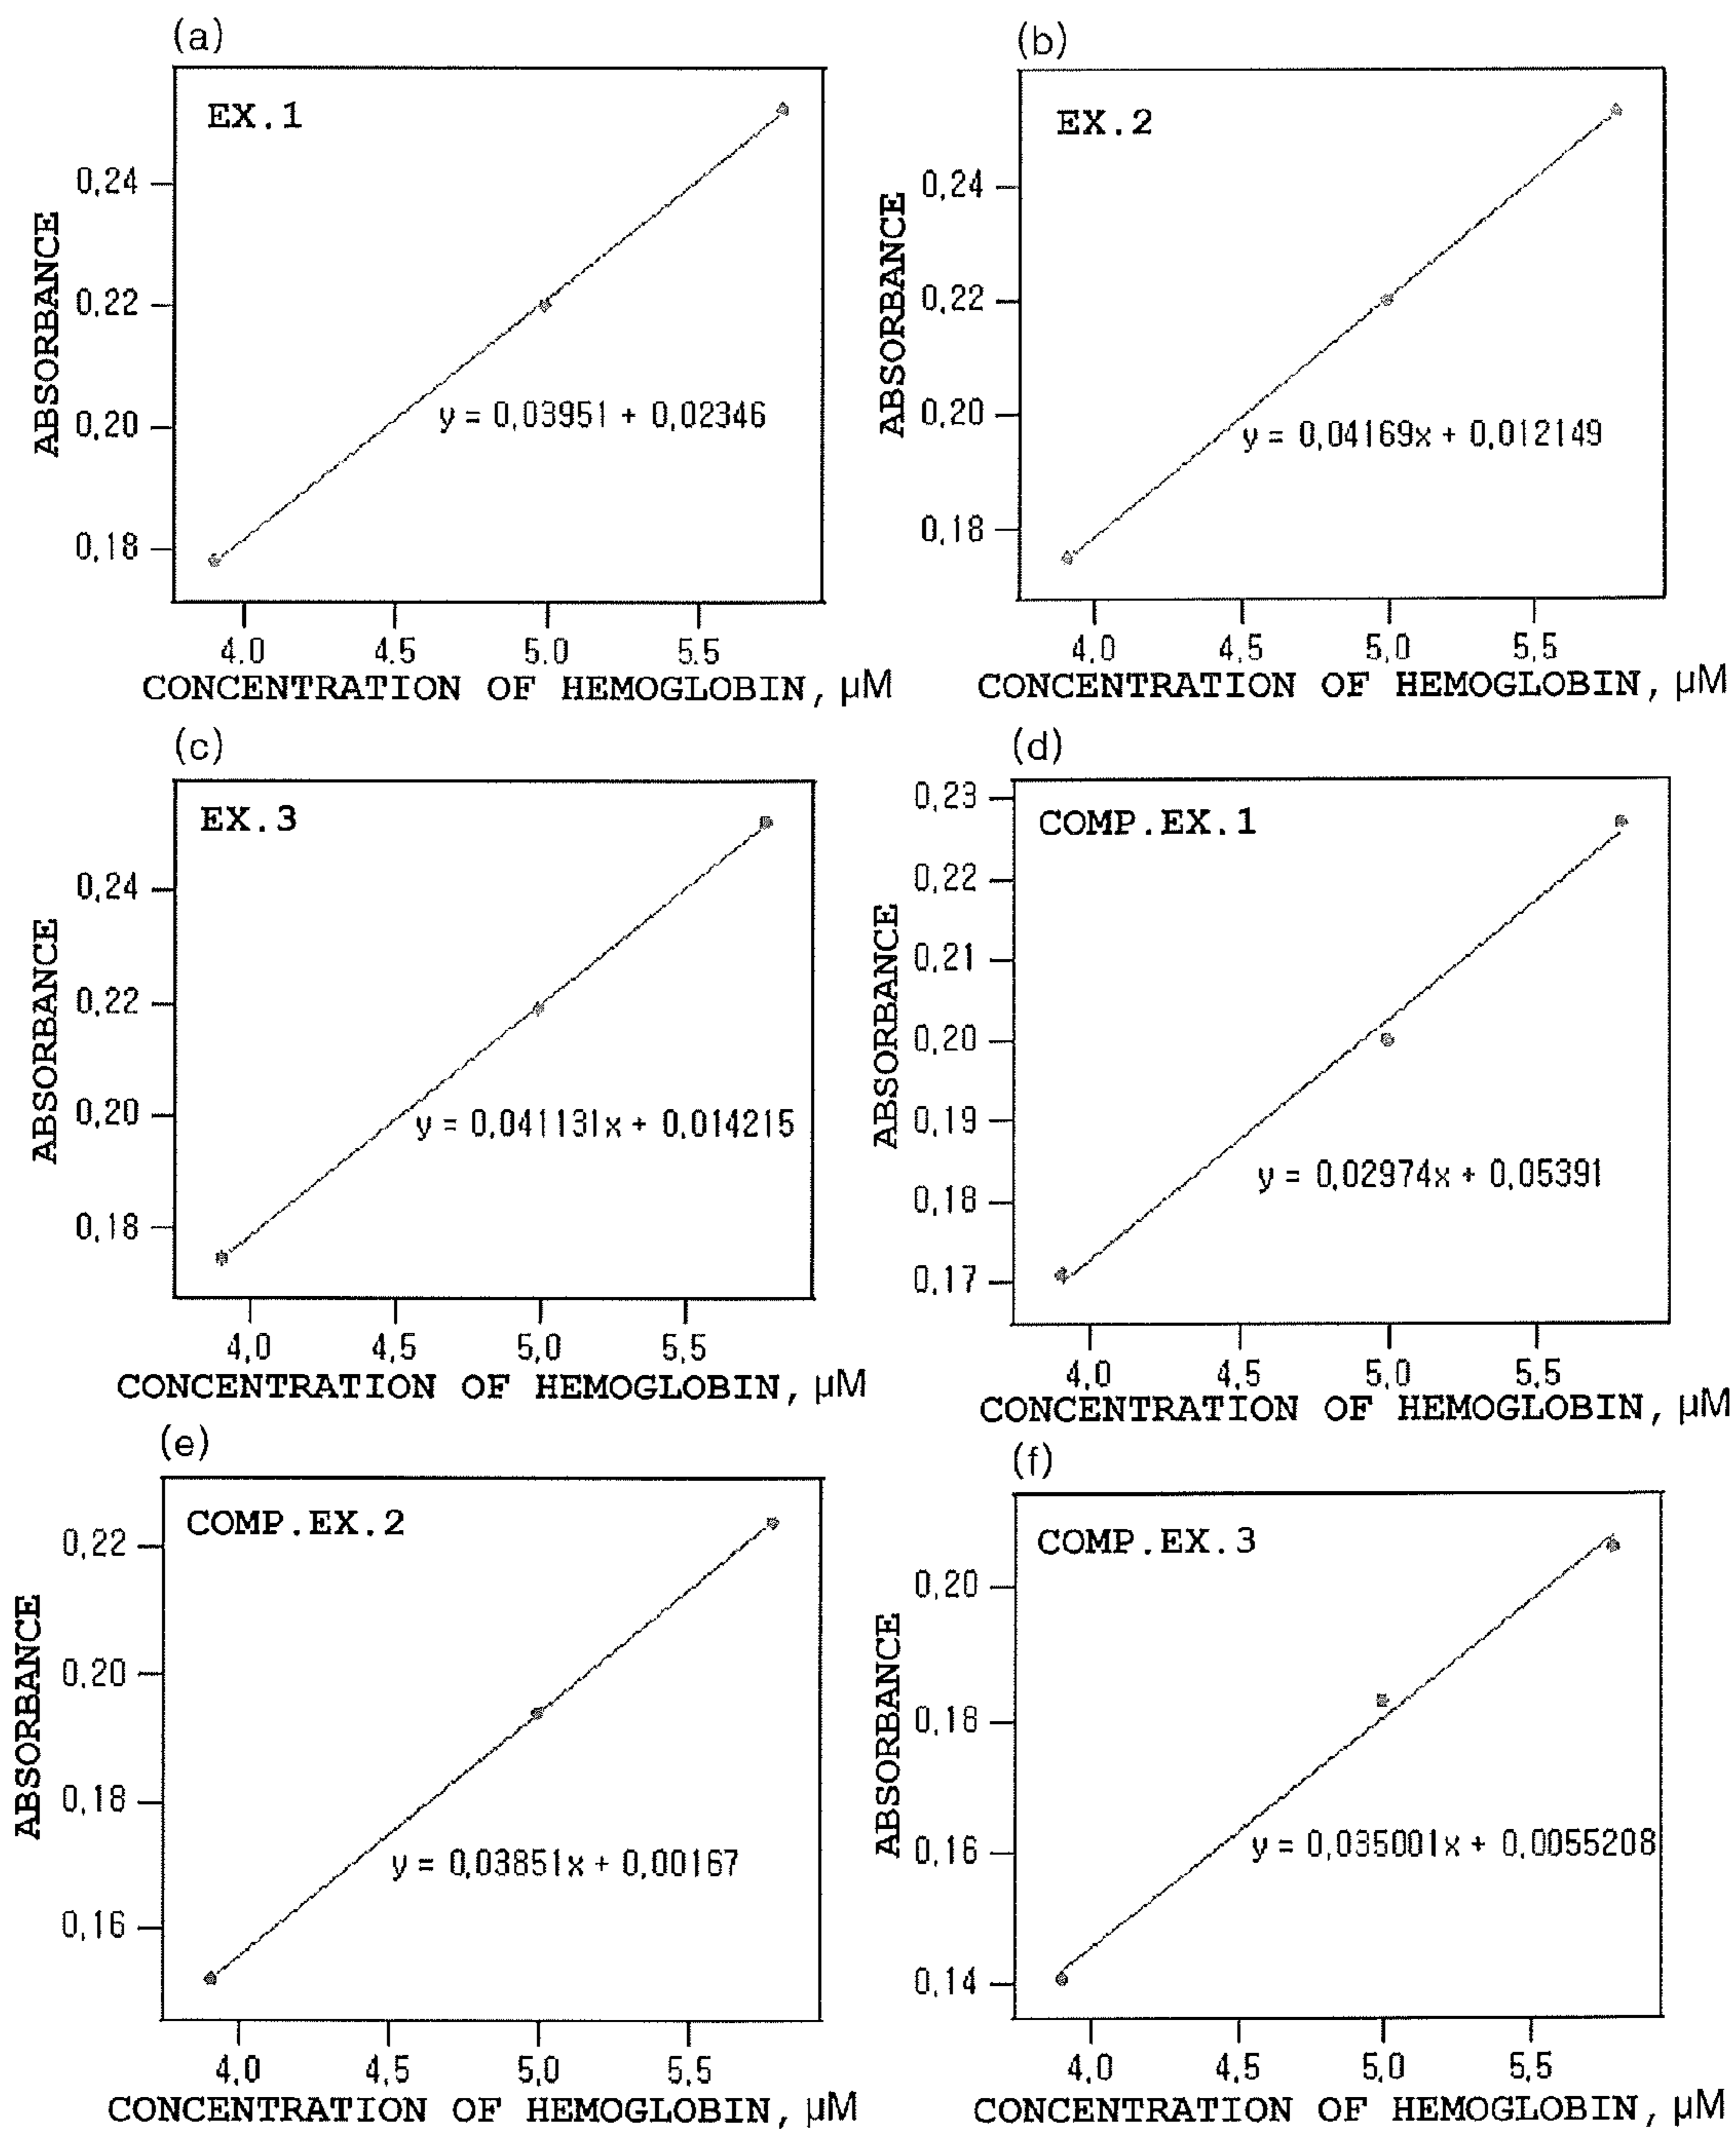 (a)
EX.1
ABSORBANCE
0,24
0,22
0,20
0,18
y = 0,03951 + 0,02346
4,0 4,5 5,0 5,5
CONCENTRATION OF HEMOGLOBIN, µM
(b)
EX.2
ABSORBANCE
0,24
0,22
0,20
0,18
y = 0,04169x + 0,012149
4,0 4,5 5,0 5,5
CONCENTRATION OF HEMOGLOBIN, µM
(c)
EX.3
ABSORBANCE
0,24
0,22
0,20
0,18
y = 0,041131x + 0,014215
4,0 4,5 5,0 5,5
CONCENTRATION OF HEMOGLOBIN, µM
(d)
COMP.EX.1
ABSORBANCE
0,23
0,22
0,21
0,20
0,19
0,18
0,17
y = 0,02974x + 0,05391
4,0 4,5 5,0 5,5
CONCENTRATION OF HEMOGLOBIN, µM
(e)
COMP.EX.2
ABSORBANCE
0,22
0,20
0,18
0,16
y = 0,03851x + 0,00167
4,0 4,5 5,0 5,5
CONCENTRATION OF HEMOGLOBIN, µM
(f)
COMP.EX.3
ABSORBANCE
0,20
0,18
0,16
0,14
y = 0,035001x + 0,0055208
4,0 4,5 5,0 5,5
CONCENTRATION OF HEMOGLOBIN, µM